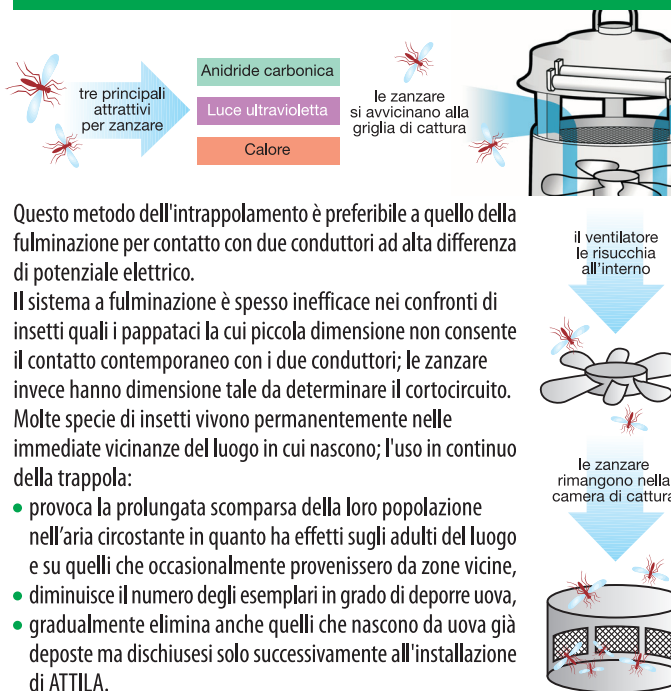 tre principali
attrattivi
per zanzare
Anidride carbonica
Luce ultravioletta
Calore
le zanzare
si avvicinano alla
griglia di cattura
Questo metodo dell'intrappolamento è preferibile a quello della
fulminazione per contatto con due conduttori ad alta differenza
di potenziale elettrico.
Il sistema a fulminazione è spesso inefficace nei confronti di
insetti quali i pappataci la cui piccola dimensione non consente
il contatto contemporaneo con i due conduttori; le zanzare
invece hanno dimensione tale da determinare il cortocircuito.
Molte specie di insetti vivono permanentemente nelle
immediate vicinanze del luogo in cui nascono; l'uso in continuo
della trappola:
• provoca la prolungata scomparsa della loro popolazione
nell'aria circostante in quanto ha effetti sugli adulti del luogo
e su quelli che occasionalmente provenissero da zone vicine,
• diminuisce il numero degli esemplari in grado di deporre uova,
• gradualmente elimina anche quelli che nascono da uova già
deposte ma dischiusesi solo successivamente all'installazione
di ATTILA.
il ventilatore
le risucchia
all'interno
le zanzare
rimangono nella
camera di cattura